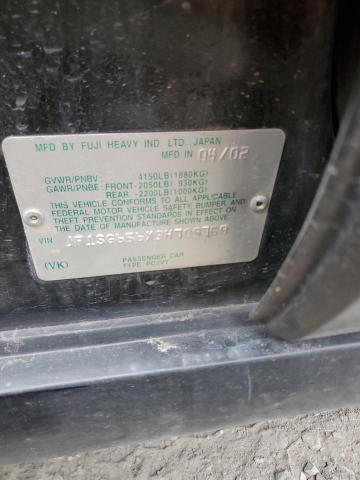 MFD BY FUJI HEAVY IND. LTD. JAPAN
MFD IN 04/02
GVWR/PNBV : 4150LB(1880KG)
GAWR/PNBE: FRONT-2050LB( 930KG)
REAR -2200LB(1000KG)
THIS VEHICLE CONFORMS TO ALL APPLICABLE
FEDERAL MOTOR VEHICLE SAFETY, BUMPER, AND
THEFT PREVENTION STANDARDS IN EFFECT ON
THE DATE OF MANUFACTURE SHOWN ABOVE.
VIN
PASSENGER CAR
(VK) TYPE:PC/VT